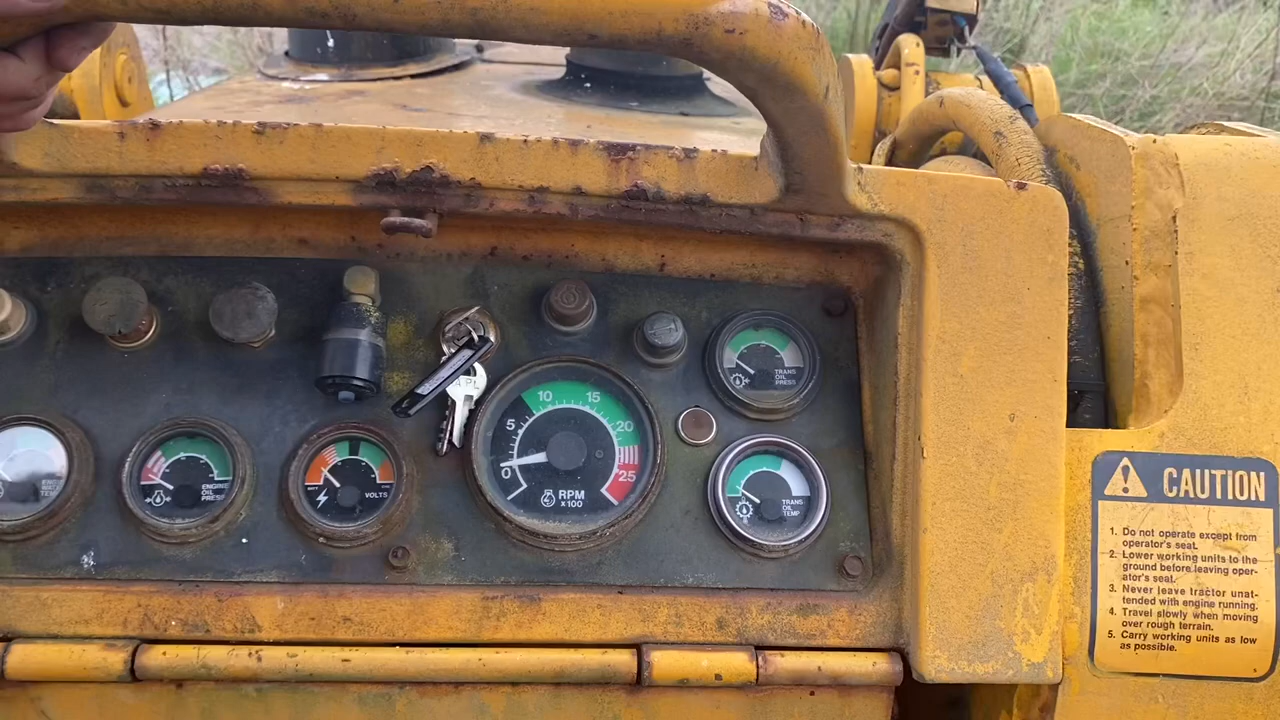 5
10
15
20
25
0
RPM
X100
ENGINE
OIL
PRESS
VOLTS
TRANS
OIL
PRESS
TRANS
OIL
TEMP
CAUTION
1. Do not operate except from
operator's seat.
2. Lower working units to the
ground before leaving oper-
ator's seat.
3. Never leave tractor unat-
tended with engine running.
4. Travel slowly when moving
over rough terrain.
5. Carry working units as low
as possible.